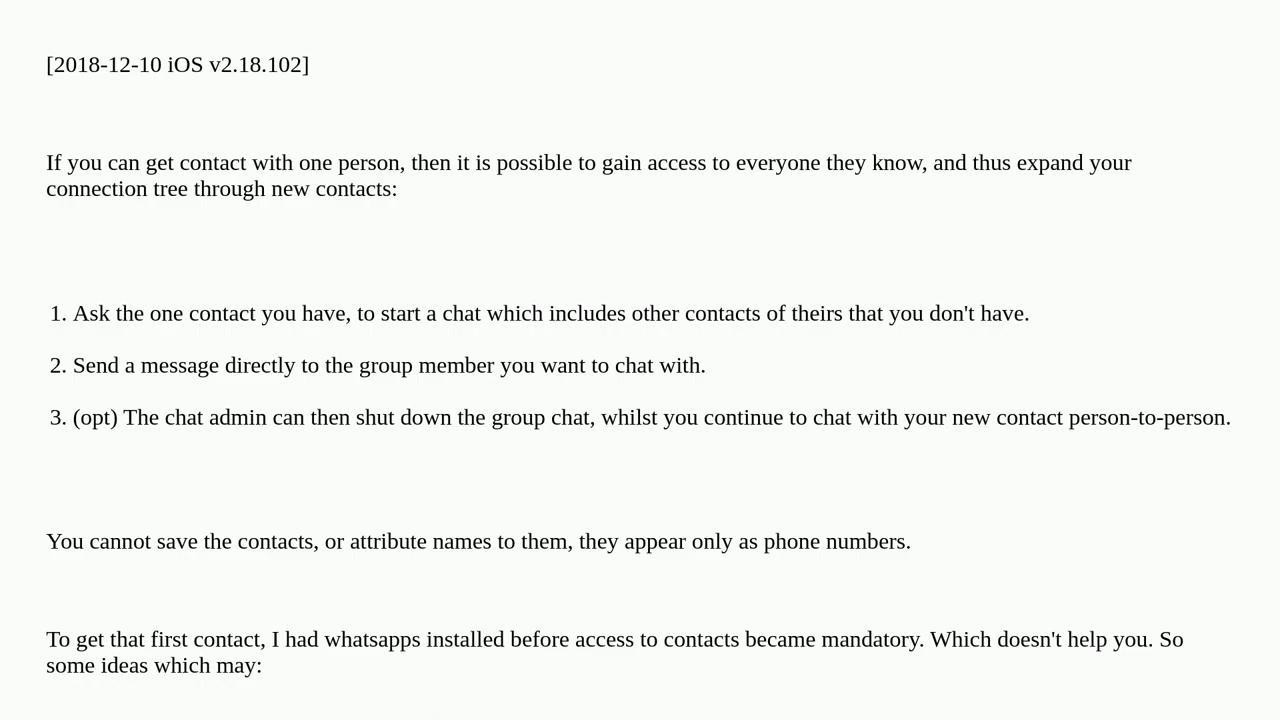 [2018-12-10 iOS v2.18.102]
If you can get contact with one person, then it is possible to gain access to everyone they know, and thus expand your
connection tree through new contacts:
1. Ask the one contact you have, to start a chat which includes other contacts of theirs that you don't have.
2. Send a message directly to the group member you want to chat with.
3. (opt) The chat admin can then shut down the group chat, whilst you continue to chat with your new contact person-to-person.
You cannot save the contacts, or attribute names to them, they appear only as phone numbers.
To get that first contact, I had whatsapps installed before access to contacts became mandatory. Which doesn't help you. So
some ideas which may: